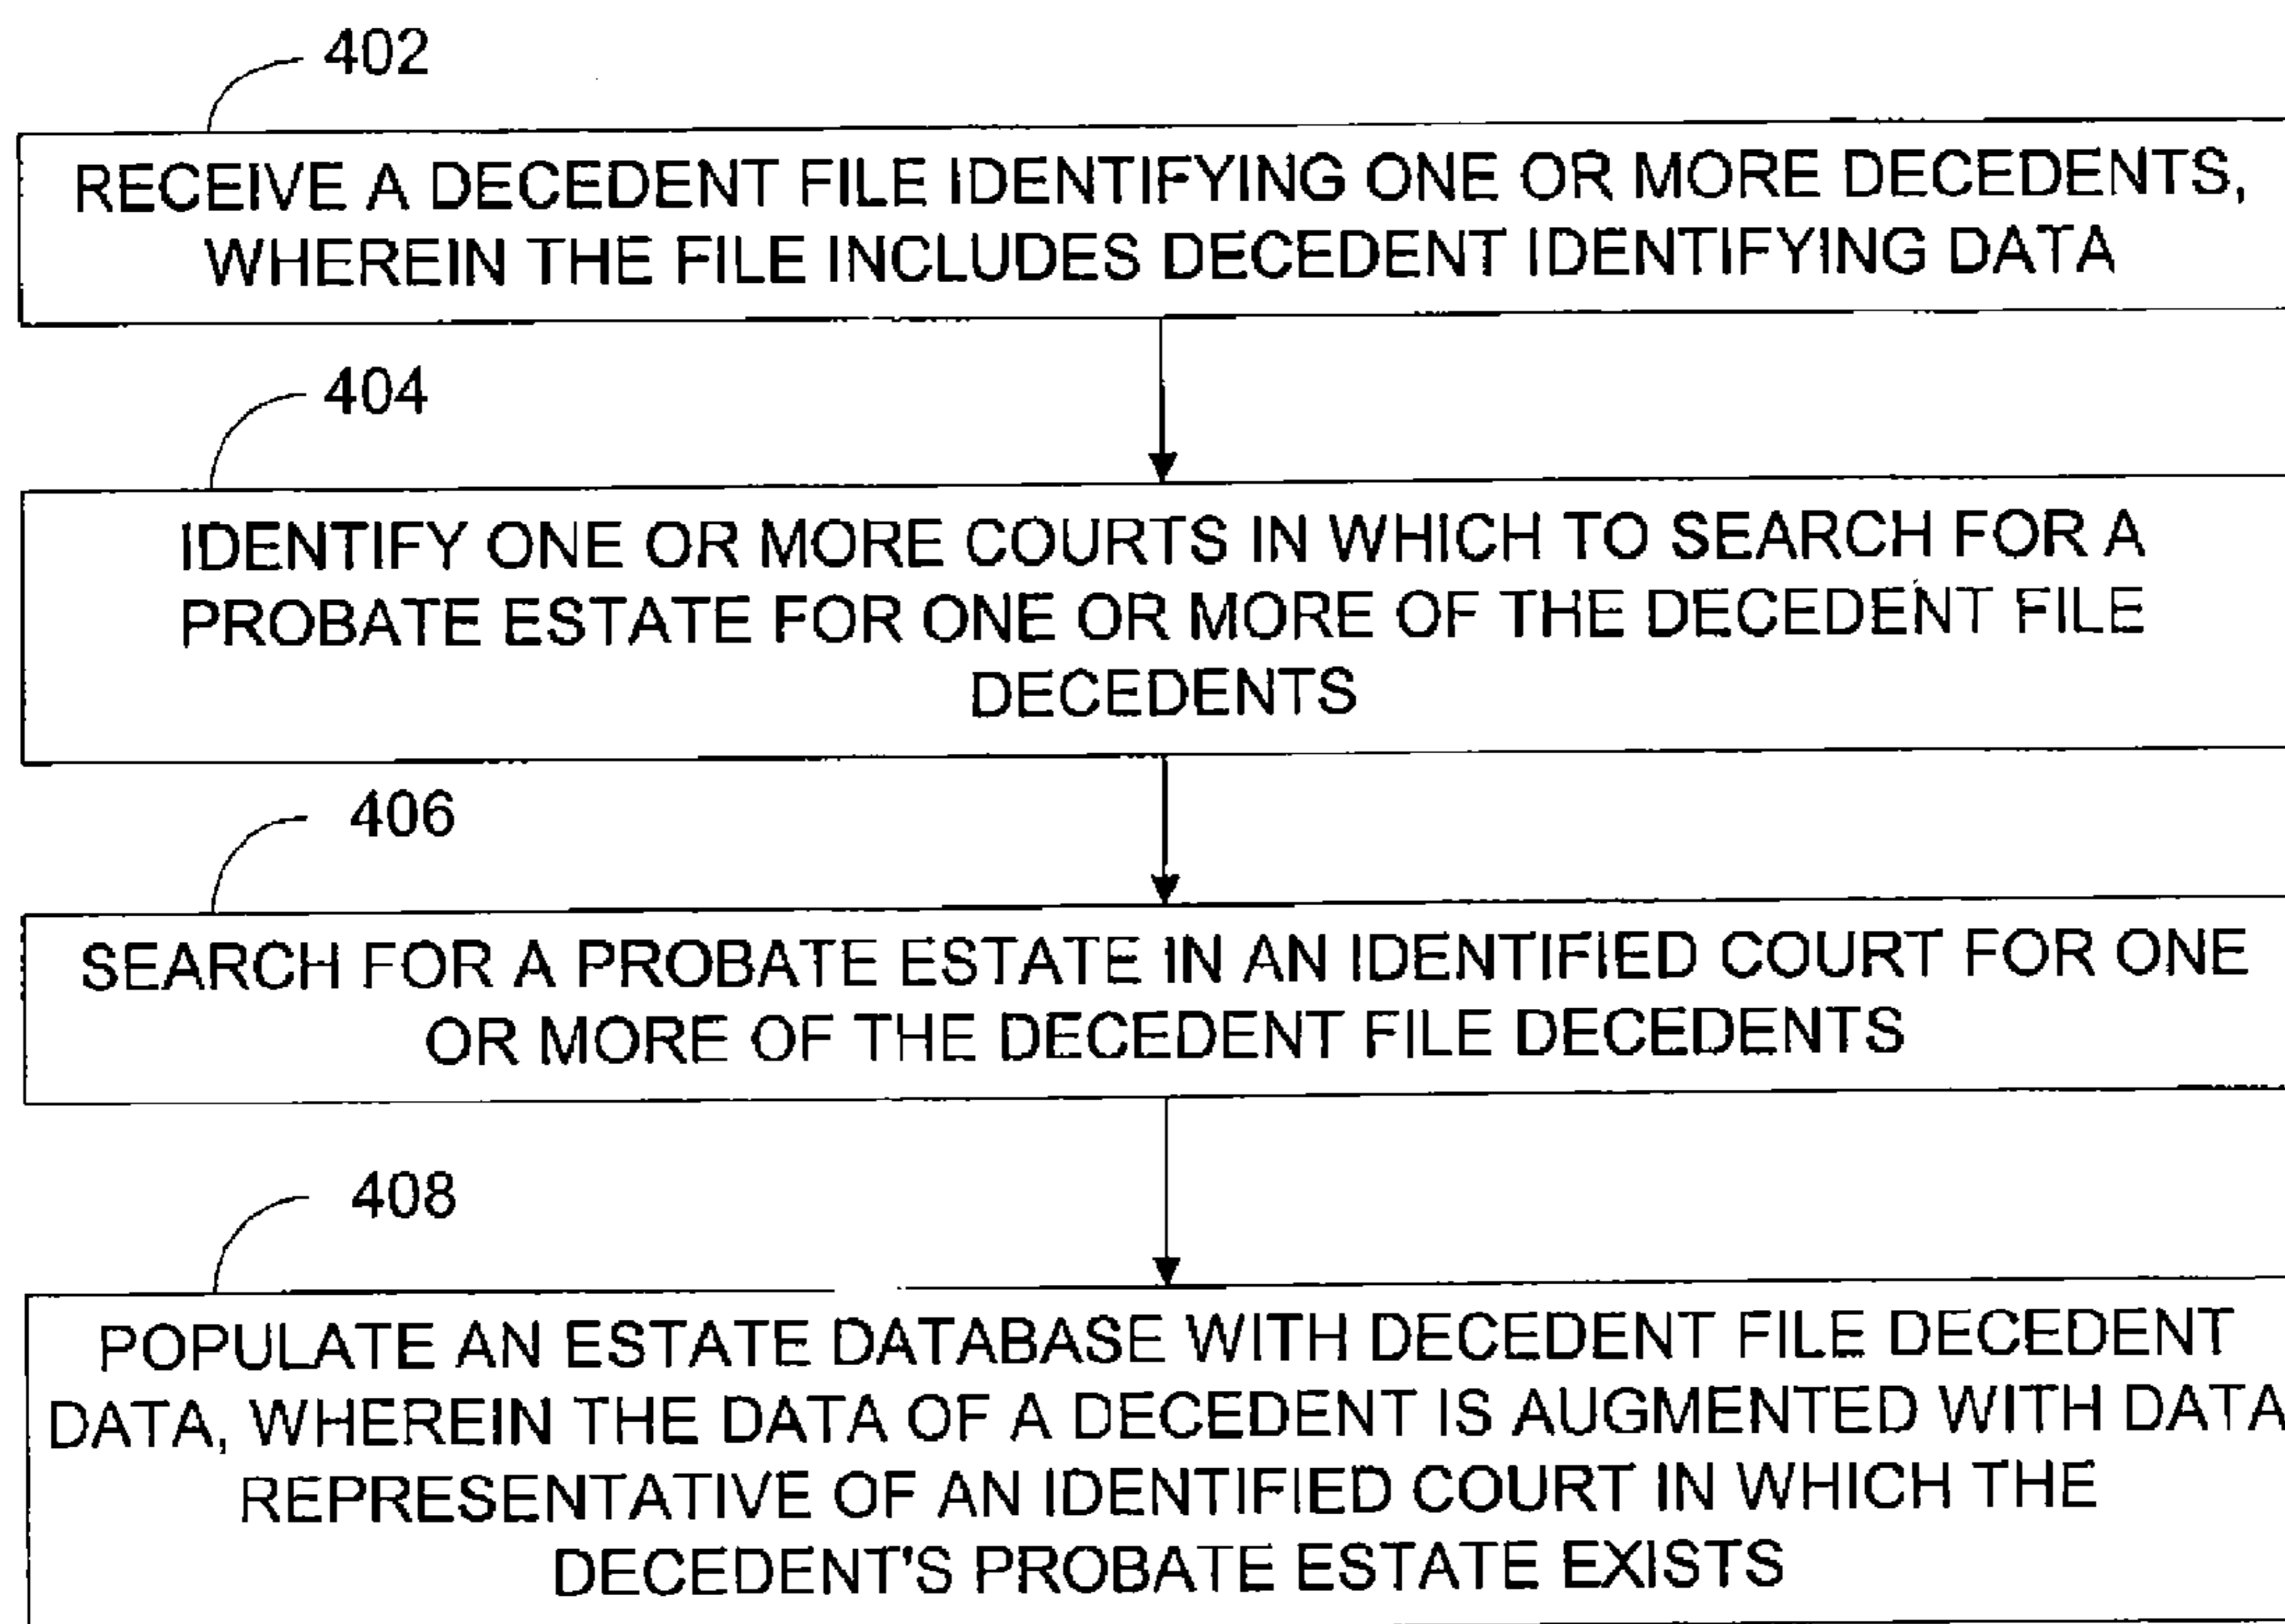 402
RECEIVE A DECEDENT FILE IDENTIFYING ONE OR MORE DECEDENTS,
WHEREIN THE FILE INCLUDES DECEDENT IDENTIFYING DATA
404
IDENTIFY ONE OR MORE COURTS IN WHICH TO SEARCH FOR A
PROBATE ESTATE FOR ONE OR MORE OF THE DECEDENT FILE
DECEDENTS
406
SEARCH FOR A PROBATE ESTATE IN AN IDENTIFIED COURT FOR ONE
OR MORE OF THE DECEDENT FILE DECEDENTS
408
POPULATE AN ESTATE DATABASE WITH DECEDENT FILE DECEDENT
DATA, WHEREIN THE DATA OF A DECEDENT IS AUGMENTED WITH DATA
REPRESENTATIVE OF AN IDENTIFIED COURT IN WHICH THE
DECEDENT'S PROBATE ESTATE EXISTS